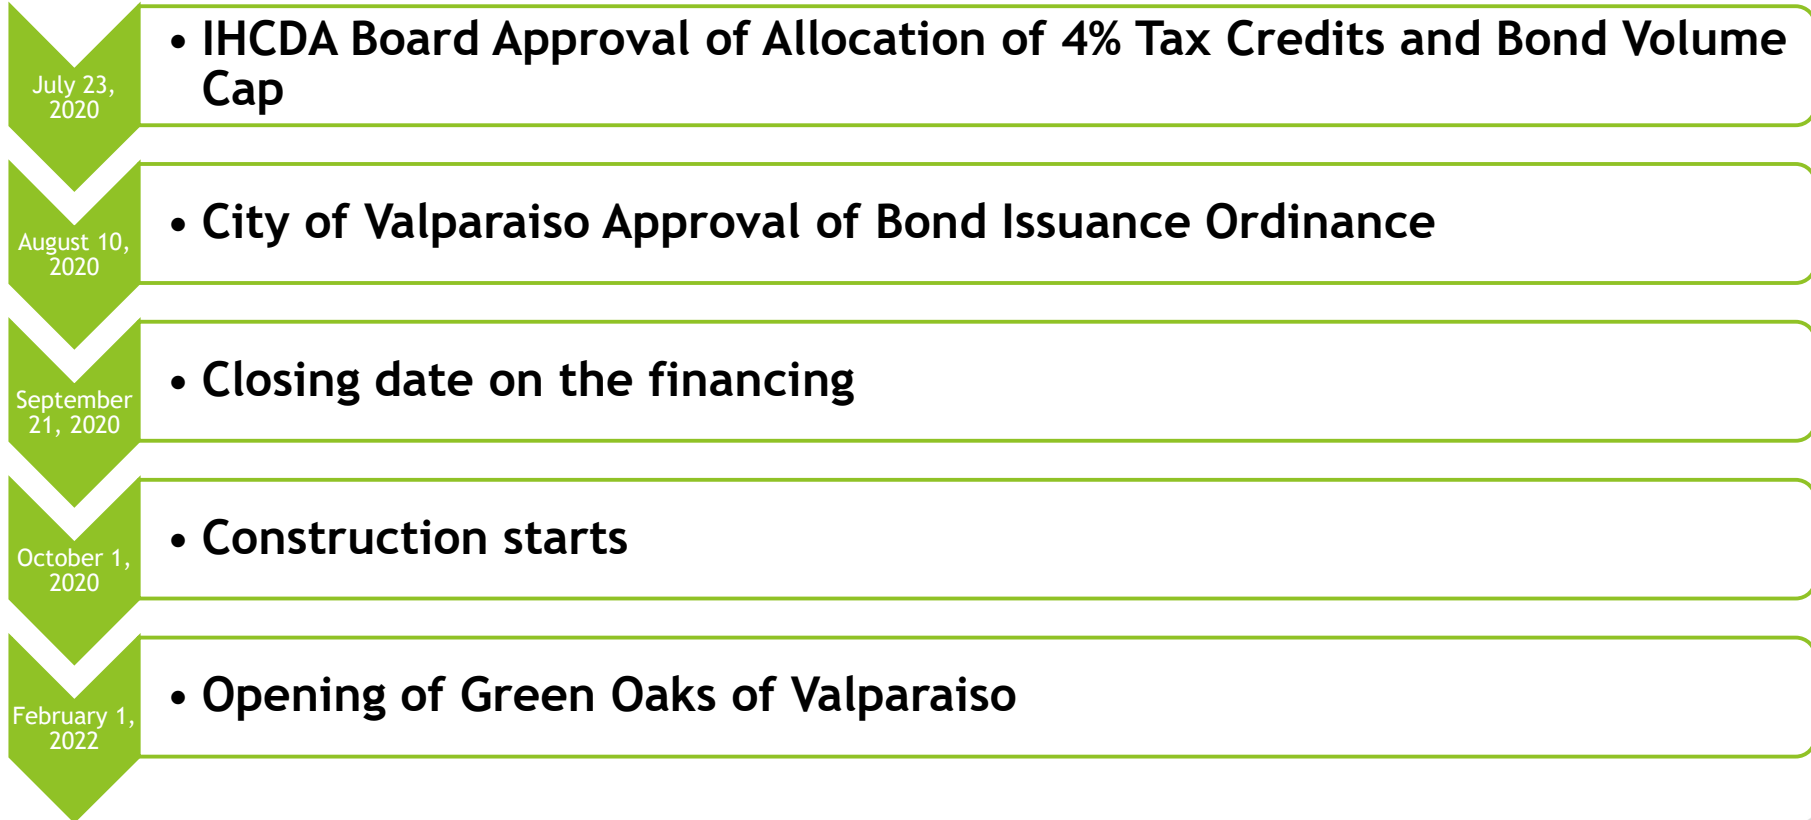 July 23,
2020
• IHCDA Board Approval of Allocation of 4% Tax Credits and Bond Volume
Cap
August 10,
2020
• City of Valparaiso Approval of Bond Issuance Ordinance
September
21, 2020
• Closing date on the financing
October 1,
2020
• Construction starts
February 1,
2022
• Opening of Green Oaks of Valparaiso